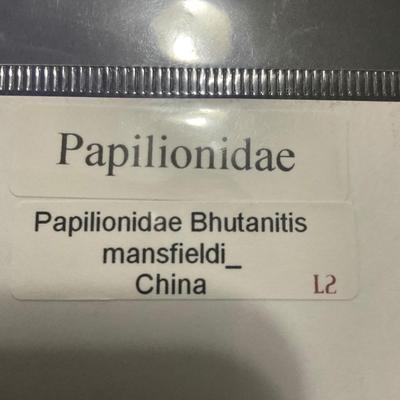 Papilionidae
Papilionidae Bhutanitis
mansfieldi_
China
L2